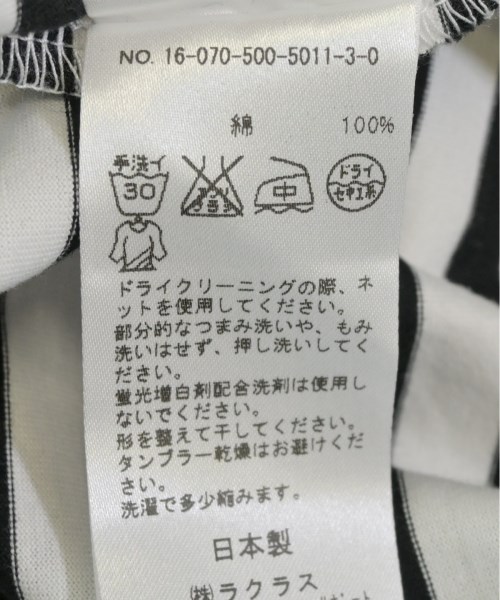 NO. 16-070-500-5011-3-0
綿 100%
手洗イ
30
エンソ
サラシ
中
ドライ
セキユ系
ドライクリーニングの際、ネ
ットを使用してください。
部分的なつまみ洗いや、もみ
洗いはせず、押し洗いしてく
ださい。
蛍光増白剤配合洗剤は使用し
ないでください。
形を整えて干してください。
タンブラー乾燥はお避けくだ
さい。
洗濯で多少縮みます。
日本製
㈱ラクラス